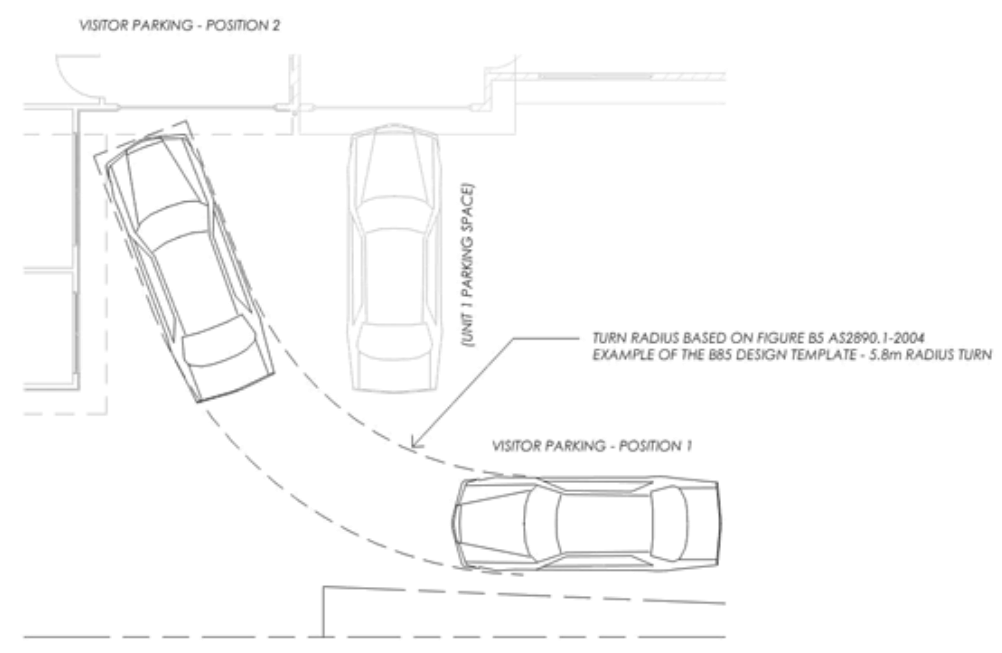 VISITOR PARKING - POSITION 2
(UNIT 1 PARKING SPACE)
TURN RADIUS BASED ON FIGURE B5 AS2890.1-2004
EXAMPLE OF THE B85 DESIGN TEMPLATE - 5.8m RADIUS TURN
VISITOR PARKING - POSITION 1